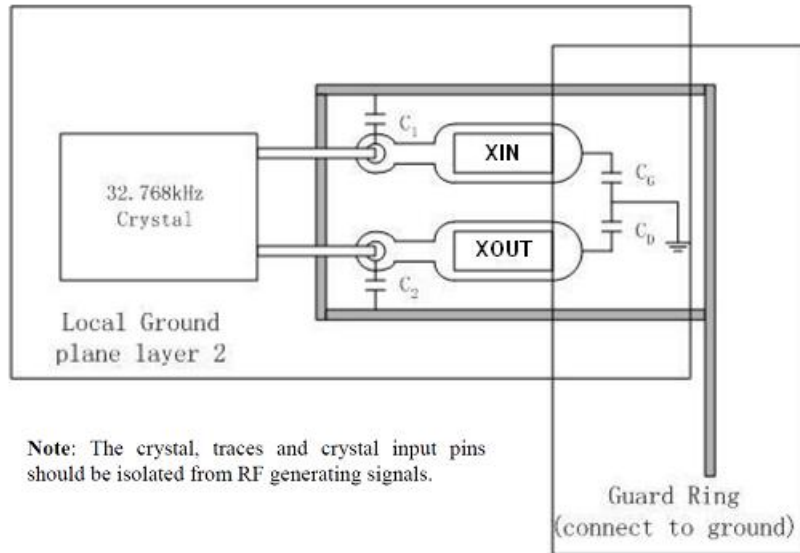 C1
XIN
32.768kHz
Crystal
CG
CD
XOUT
C2
Local Ground
plane layer 2
Note: The crystal, traces and crystal input pins
should be isolated from RF generating signals.
Guard Ring
(connect to ground)